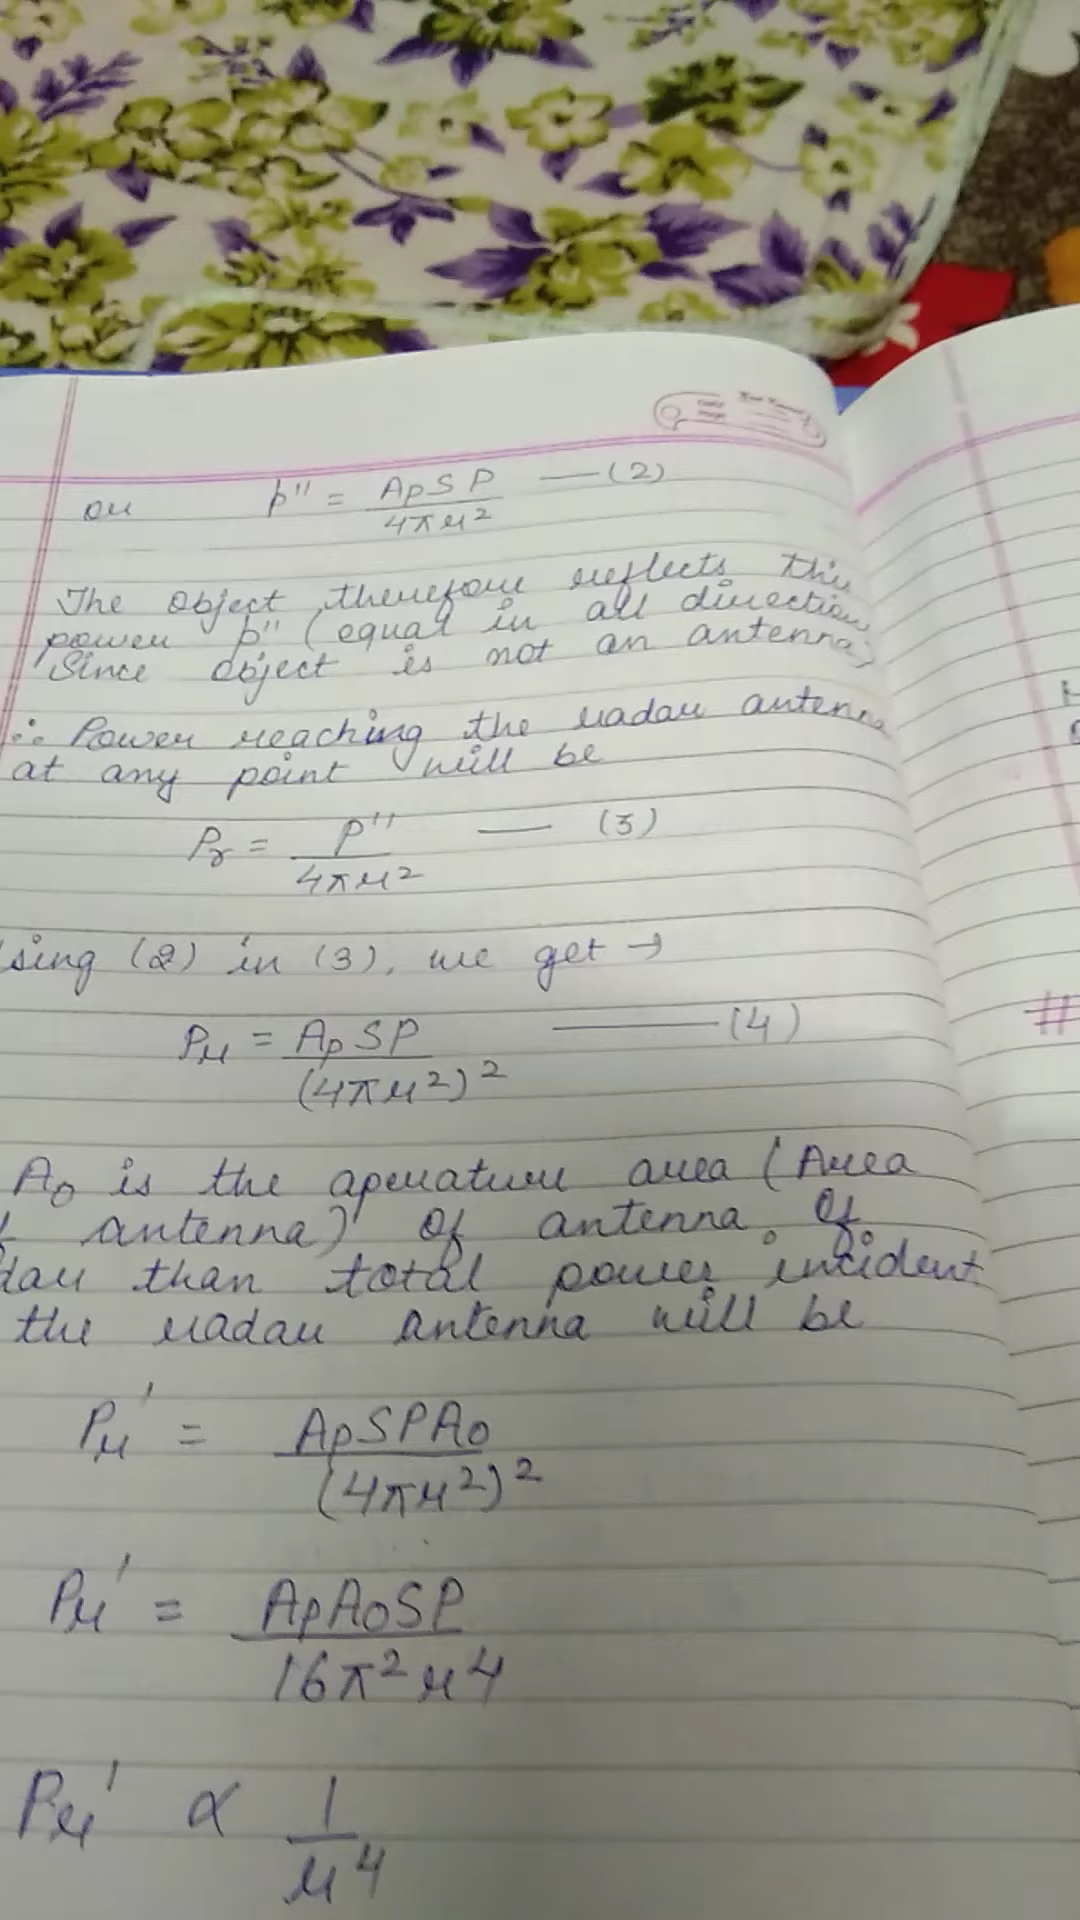 or p'' = ApSP / 4πr² —(2)
The object, therefore reflects this
power p'' (equal in all direction
Since object is not an antenna)
∴ Power reaching the radar antenna
at any point will be
Pr = P'' / 4πr² — (3)
sing (2) in (3), we get →
Pr = ApSP / (4πr²)² —(4)
Ao is the aperature area (Area
antenna) of antenna of
dar than total power incident
the radar antenna will be
Pr' = ApSPAo / (4πr²)²
Pr' = ApAoSP / 16π²r⁴
Pr' ∝ 1 / r⁴
#